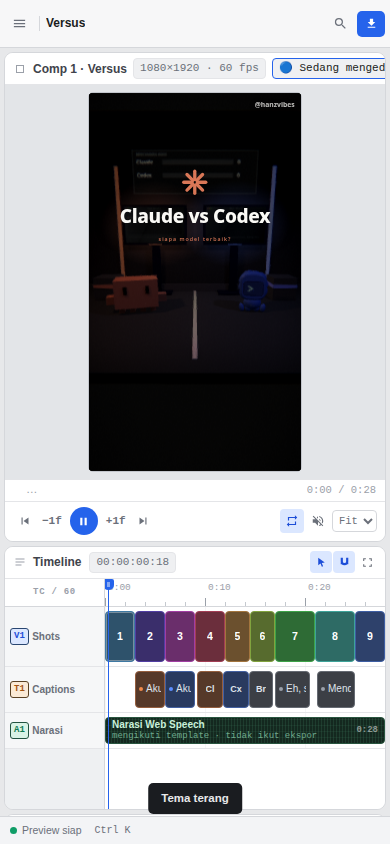 Versus
Comp 1 · Versus
1080×1920 · 60 fps
Sedang menged
@hanzvibes
Claude
Codex
Claude vs Codex
siapa model terbaik?
...
0:00 / 0:28
−1f
+1f
Fit
Timeline
00:00:00:18
TC / 60
:00
0:10
0:20
V1 Shots
1 2 3 4 5 6 7 8 9
T1 Captions
Aku
Cl
Cx
Br
Eh, s
A1 Narasi
Narasi Web Speech
mengikuti tempo · tidak ikut ekspor
0:28
Tema terang
Preview siap
Ctrl K